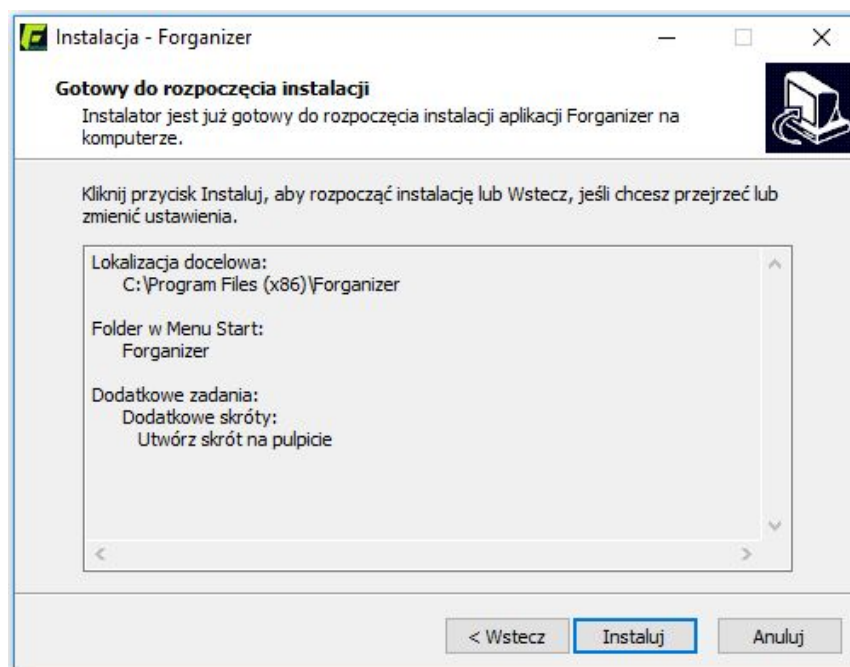 Instalacja - Forganizer
Gotowy do rozpoczęcia instalacji
Instalator jest już gotowy do rozpoczęcia instalacji aplikacji Forganizer na
komputerze.
Kliknij przycisk Instaluj, aby rozpocząć instalację lub Wstecz, jeśli chcesz przejrzeć lub
zmienić ustawienia.
Lokalizacja docelowa:
C:\Program Files (x86)\Forganizer
Folder w Menu Start:
Forganizer
Dodatkowe zadania:
Dodatkowe skróty:
Utwórz skrót na pulpicie
< Wstecz
Instaluj
Anuluj